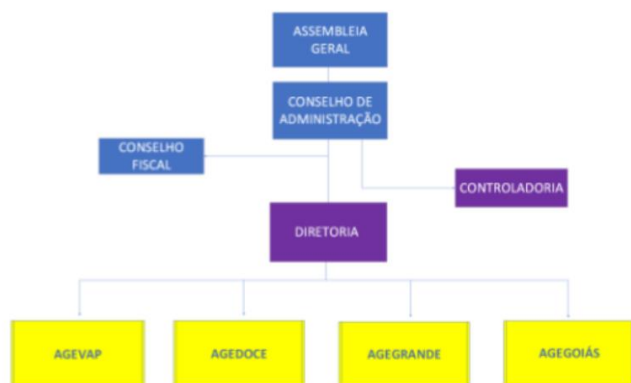 ASSEMBLEIA
GERAL
CONSELHO DE
ADMINISTRAÇÃO
CONSELHO
FISCAL
CONTROLADORIA
DIRETORIA
AGEVAP
AGEDOCE
AGEGRANDE
AGEGOIÁS